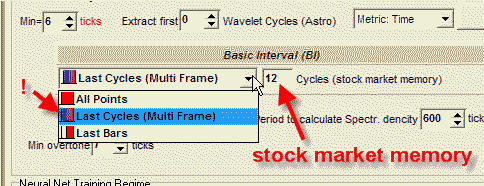 Min= 6 ticks Extract first 0 Wavelet Cycles (Astro) Metric: Time
Basic Interval (BI)
Last Cycles (Multi Frame) 12 Cycles (stock market memory)
!
All Points
Last Cycles (Multi Frame)
Last Bars
Period to calculate Spectr. dencity 600 ticks
Min overtone 7 ticks
stock market memory
Neural Net Training Regime